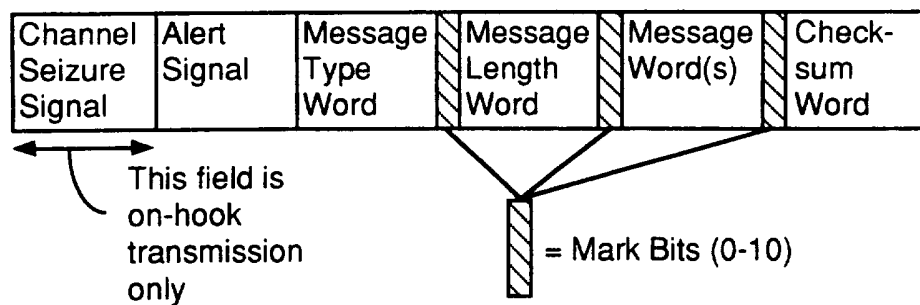 Channel
Seizure
Signal
Alert
Signal
Message
Type
Word
Message
Length
Word
Message
Word(s)
Check-
sum
Word
This field is
on-hook
transmission
only
= Mark Bits (0-10)